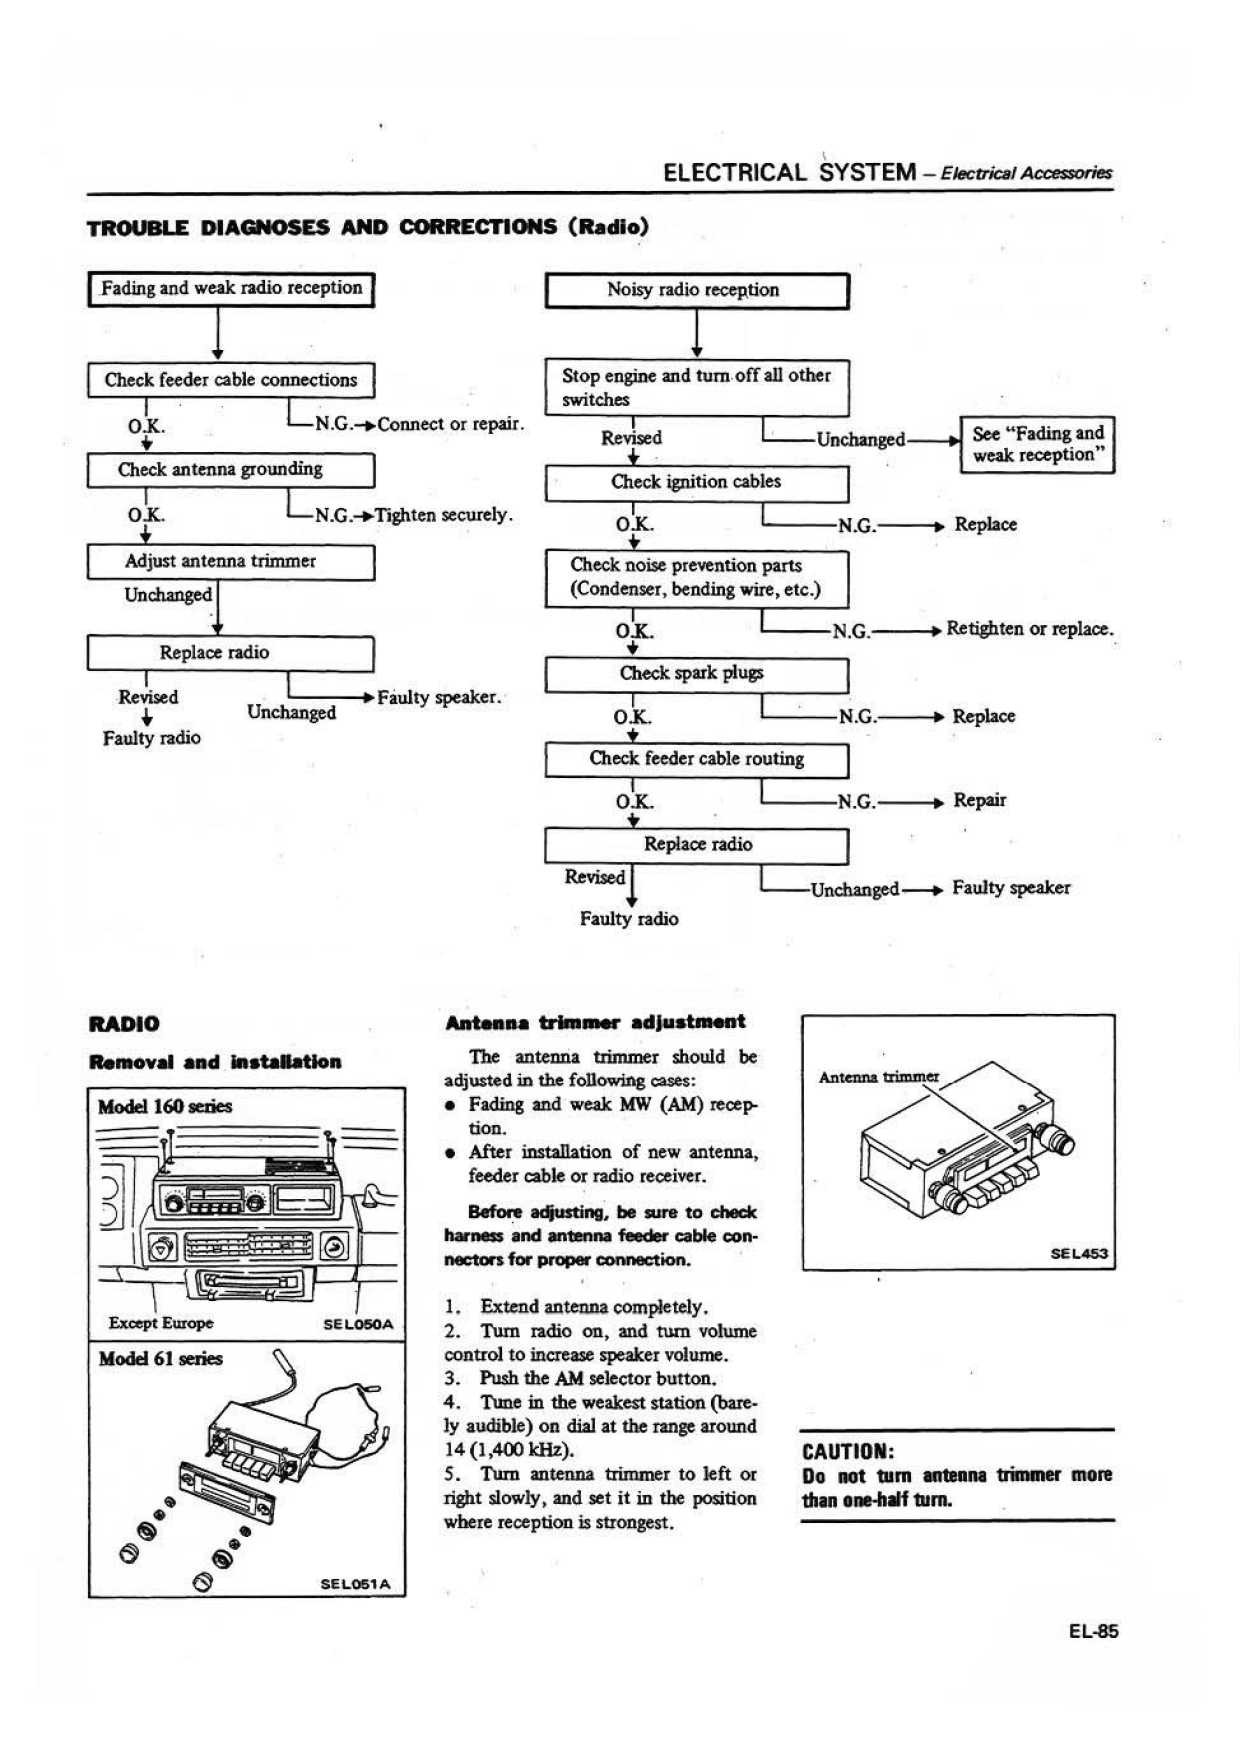 ELECTRICAL SYSTEM – Electrical Accessories
TROUBLE DIAGNOSES AND CORRECTIONS (Radio)
Fading and weak radio reception
Check feeder cable connections
O.K.
N.G.→Connect or repair.
Check antenna grounding
O.K.
N.G.→Tighten securely.
Adjust antenna trimmer
Unchanged
Replace radio
Revised
Unchanged
Faulty speaker.
Faulty radio
Noisy radio reception
Stop engine and turn off all other
switches
Revised
Unchanged
See “Fading and
weak reception”
Check ignition cables
O.K.
N.G.
Replace
Check noise prevention parts
(Condenser, bending wire, etc.)
O.K.
N.G.
Retighten or replace.
Check spark plugs
O.K.
N.G.
Replace
Check feeder cable routing
O.K.
N.G.
Repair
Replace radio
Revised
Unchanged
Faulty speaker
Faulty radio
RADIO
Removal and installation
Model 160 series
Except Europe
SEL050A
Model 61 series
SEL051A
Antenna trimmer adjustment
The antenna trimmer should be
adjusted in the following cases:
● Fading and weak MW (AM) recep-
tion.
● After installation of new antenna,
feeder cable or radio receiver.
Before adjusting, be sure to check
harness and antenna feeder cable con-
nectors for proper connection.
1. Extend antenna completely.
2. Turn radio on, and turn volume
control to increase speaker volume.
3. Push the AM selector button.
4. Tune in the weakest station (bare-
ly audible) on dial at the range around
14 (1,400 kHz).
5. Turn antenna trimmer to left or
right slowly, and set it in the position
where reception is strongest.
Antenna trimmer
SEL453
CAUTION:
Do not turn antenna trimmer more
than one-half turn.
EL-85